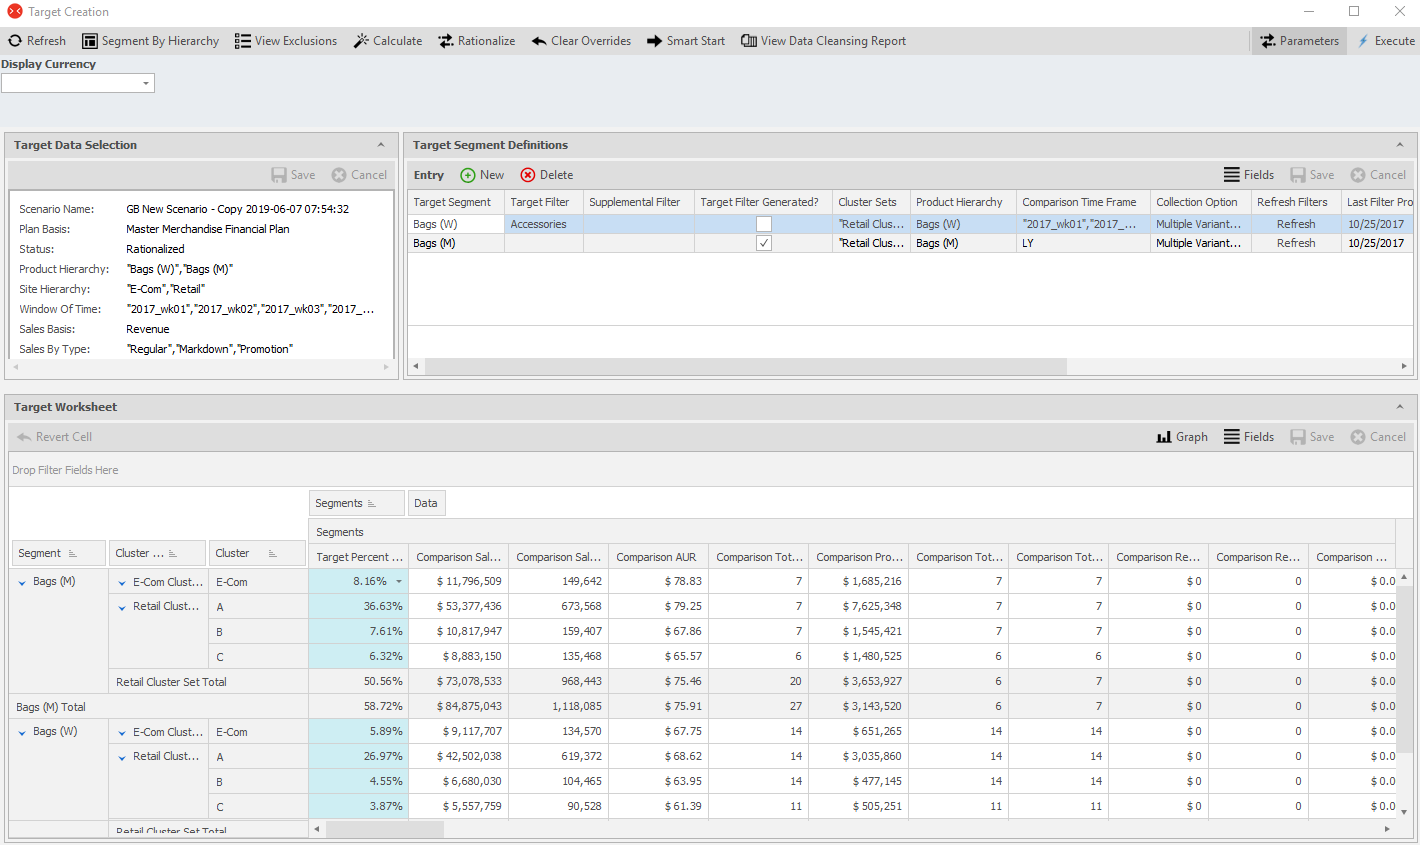 Target Creation
Refresh Segment By Hierarchy View Exclusions Calculate Rationalize Clear Overrides Smart Start View Data Cleansing Report Parameters Execute
Display Currency
Target Data Selection
Save Cancel
Scenario Name: GB New Scenario - Copy 2019-06-07 07:54:32
Plan Basis: Master Merchandise Financial Plan
Status: Rationalized
Product Hierarchy: "Bags (W)","Bags (M)"
Site Hierarchy: "E-Com","Retail"
Window Of Time: "2017_wk01","2017_wk02","2017_wk03","2017_...
Sales Basis: Revenue
Sales By Type: "Regular","Markdown","Promotion"
Target Segment Definitions
Entry New Delete Fields Save Cancel
Target Segment Target Filter Supplemental Filter Target Filter Generated? Cluster Sets Product Hierarchy Comparison Time Frame Collection Option Refresh Filters Last Filter Pro
Bags (W) Accessories "Retail Clus... Bags (W) "2017_wk01","2017_... Multiple Variant... Refresh 10/25/2017
Bags (M) "Retail Clus... Bags (M) LY Multiple Variant... Refresh 10/25/2017
Target Worksheet
Revert Cell Graph Fields Save Cancel
Drop Filter Fields Here
Segments Data
Segments
Segment Cluster ... Cluster Target Percent ... Comparison Sal... Comparison Sal... Comparison AUR Comparison Tot... Comparison Pro... Comparison Tot... Comparison Tot... Comparison Re... Comparison Re... Comparison ...
Bags (M) E-Com Clust... E-Com 8.16% $ 11,796,509 149,642 $ 78.83 7 $ 1,685,216 7 7 $ 0 0 $ 0.0
Retail Clust... A 36.63% $ 53,377,436 673,568 $ 79.25 7 $ 7,625,348 7 7 $ 0 0 $ 0.0
B 7.61% $ 10,817,947 159,407 $ 67.86 7 $ 1,545,421 7 7 $ 0 0 $ 0.0
C 6.32% $ 8,883,150 135,468 $ 65.57 6 $ 1,480,525 6 6 $ 0 0 $ 0.0
Retail Cluster Set Total 50.56% $ 73,078,533 968,443 $ 75.46 20 $ 3,653,927 6 7 $ 0 0 $ 0.0
Bags (M) Total 58.72% $ 84,875,043 1,118,085 $ 75.91 27 $ 3,143,520 6 7 $ 0 0 $ 0.0
Bags (W) E-Com Clust... E-Com 5.89% $ 9,117,707 134,570 $ 67.75 14 $ 651,265 14 14 $ 0 0 $ 0.0
Retail Clust... A 26.97% $ 42,502,038 619,372 $ 68.62 14 $ 3,035,860 14 14 $ 0 0 $ 0.0
B 4.55% $ 6,680,030 104,465 $ 63.95 14 $ 477,145 14 14 $ 0 0 $ 0.0
C 3.87% $ 5,557,759 90,528 $ 61.39 11 $ 505,251 11 11 $ 0 0 $ 0.0
Retail Cluster Set Total